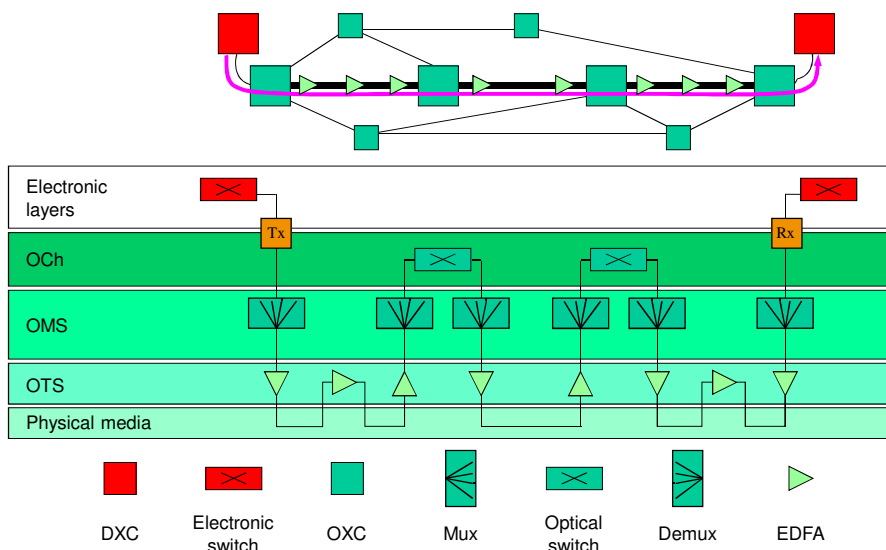 Electronic
layers
Tx
Rx
OCh
OMS
OTS
Physical media
DXC
Electronic
switch
OXC
Mux
Optical
switch
Demux
EDFA